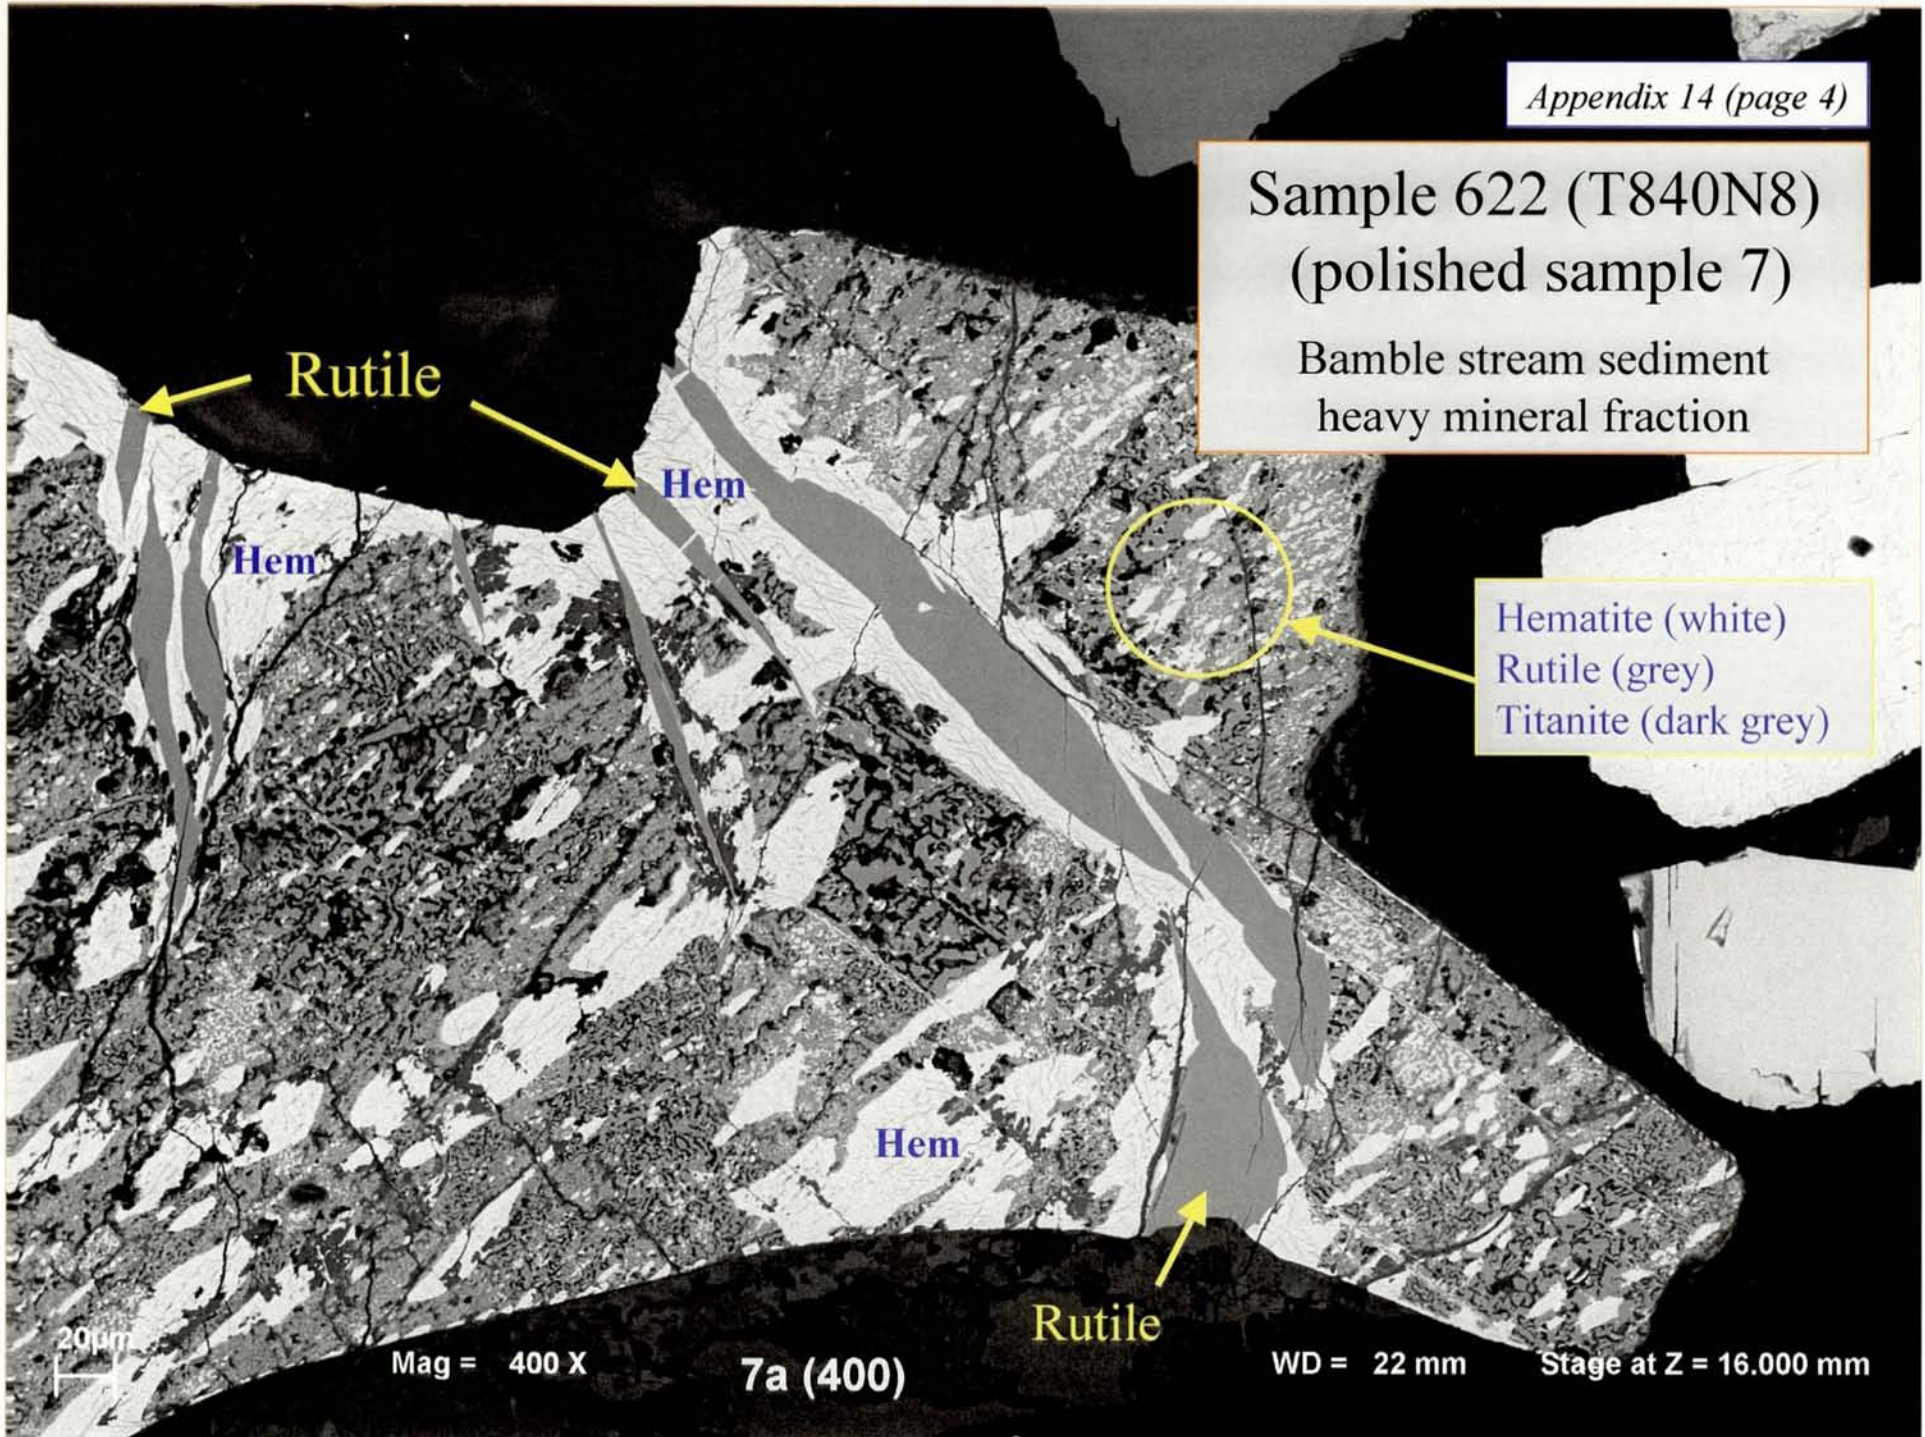 Appendix 14 (page 4)
Sample 622 (T840N8)
(polished sample 7)
Bamble stream sediment
heavy mineral fraction
Rutile
Hem
Hem
Hematite (white)
Rutile (grey)
Titanite (dark grey)
Hem
Rutile
20µm
Mag = 400 X
7a (400)
WD = 22 mm
Stage at Z = 16.000 mm